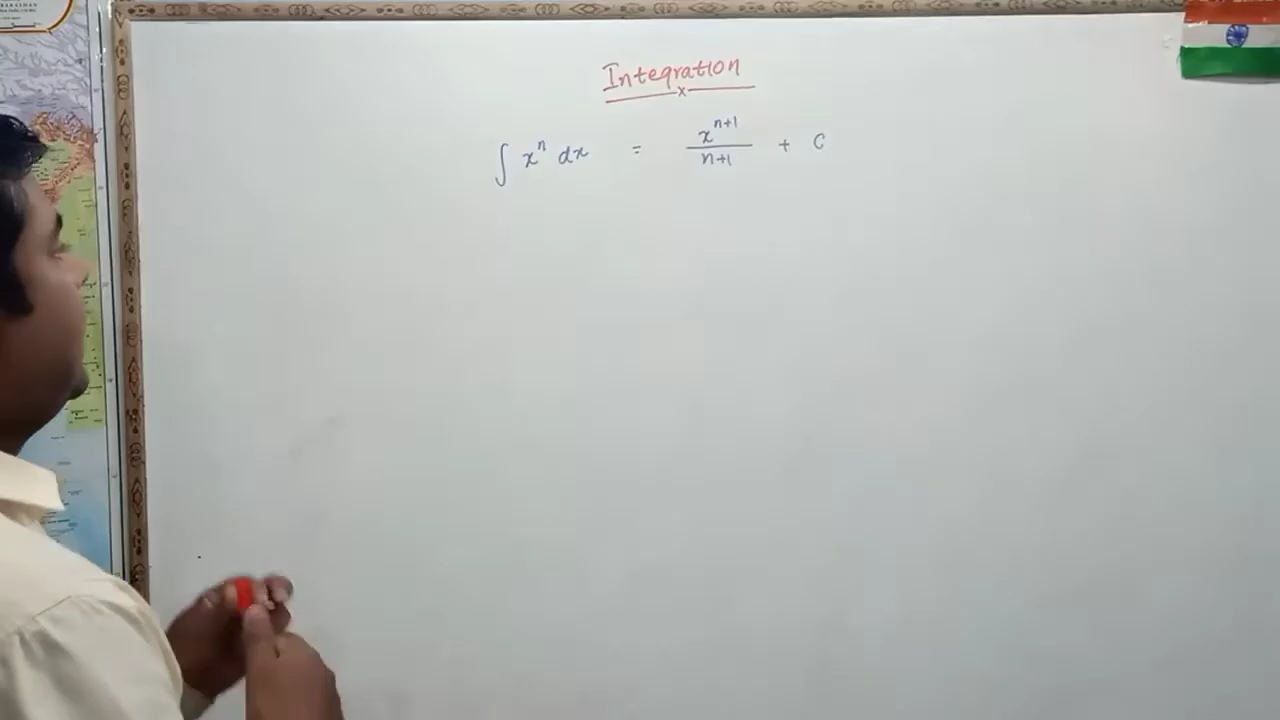 Integration
∫ xⁿ dx = xⁿ⁺¹/n+1 + C